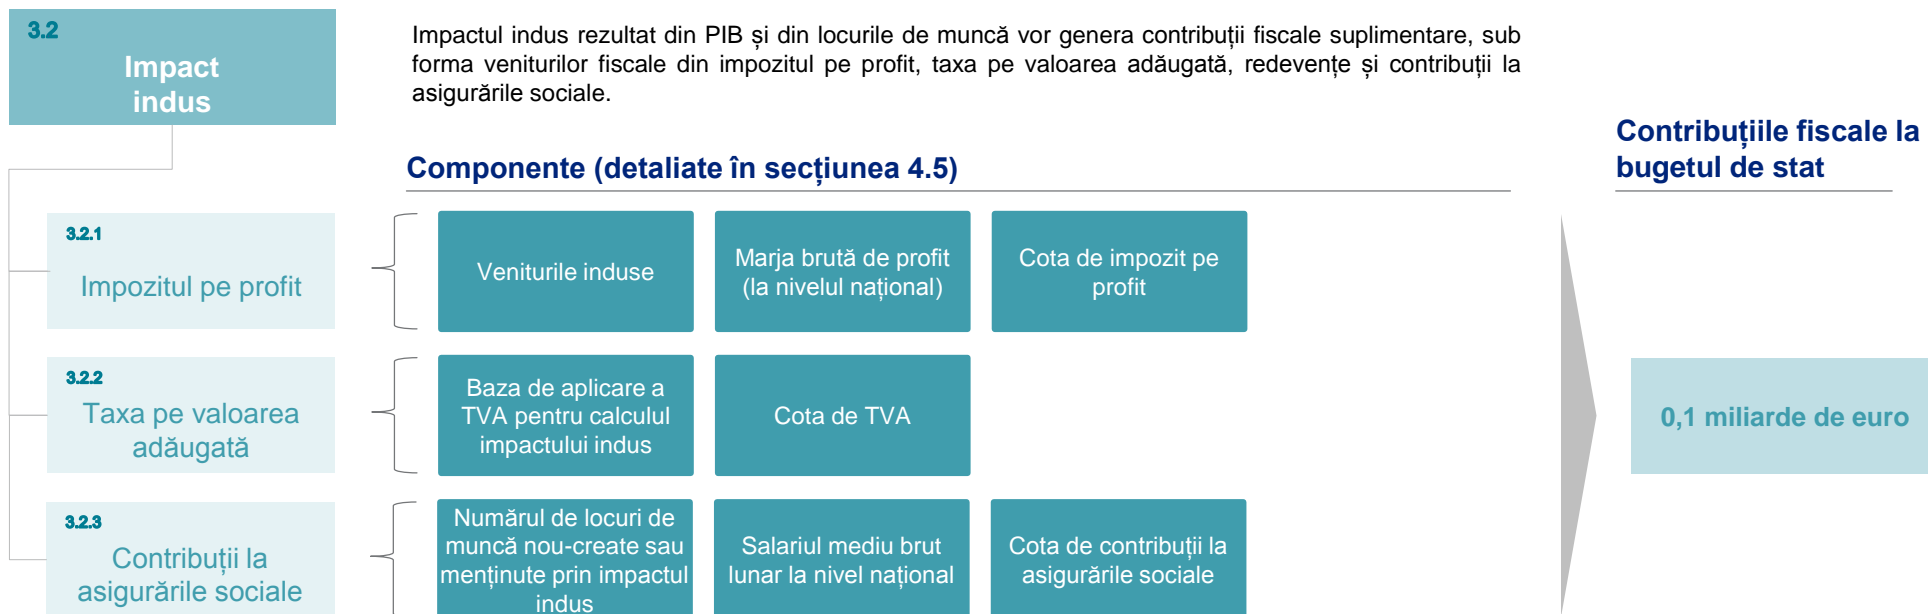 3.2
Impact
indus
Impactul indus rezultat din PIB și din locurile de muncă vor genera contribuții fiscale suplimentare, sub
forma veniturilor fiscale din impozitul pe profit, taxa pe valoarea adăugată, redevențe și contribuții la
asigurările sociale.
Componente (detaliate în secțiunea 4.5)
Contribuțiile fiscale la
bugetul de stat
3.2.1
Impozitul pe profit
Veniturile induse
Marja brută de profit
(la nivelul național)
Cota de impozit pe
profit
3.2.2
Taxa pe valoarea
adăugată
Baza de aplicare a
TVA pentru calculul
impactului indus
Cota de TVA
0,1 miliarde de euro
3.2.3
Contribuții la
asigurările sociale
Numărul de locuri de
muncă nou-create sau
menținute prin impactul
indus
Salariul mediu brut
lunar la nivel național
Cota de contribuții la
asigurările sociale